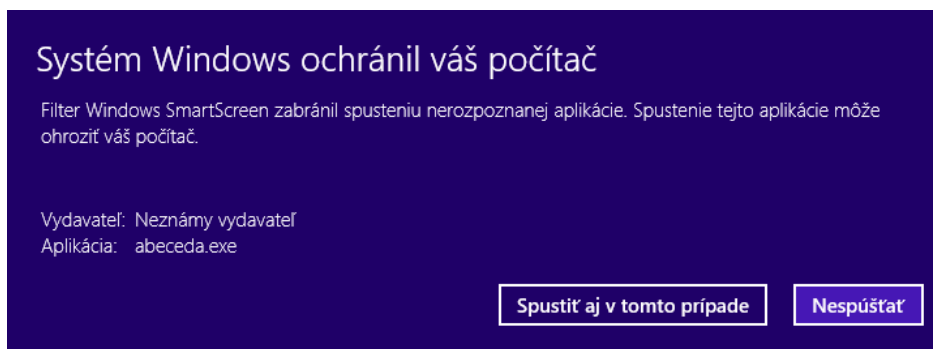 Systém Windows ochránil váš počítač
Filter Windows SmartScreen zabránil spusteniu nerozpoznanej aplikácie. Spustenie tejto aplikácie môže
ohroziť váš počítač.
Vydavateľ: Neznámy vydavateľ
Aplikácia: abeceda.exe
Spustiť aj v tomto prípade Nespúšťať